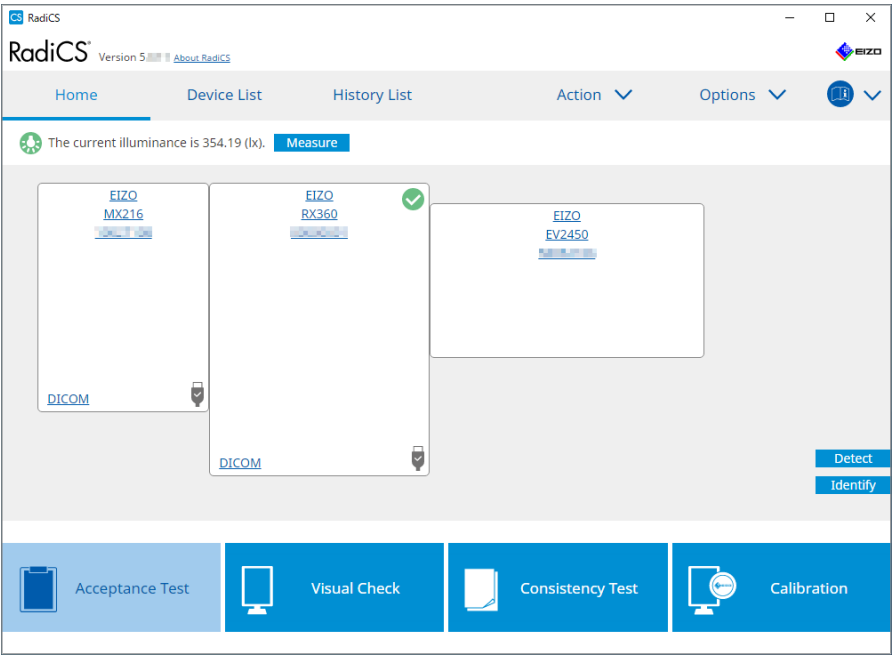 CS RadiCS
RadiCS® Version 5. About RadiCS
EIZO
Home Device List History List Action Options
The current illuminance is 354.19 (lx). Measure
EIZO
MX216
DICOM
EIZO
RX360
DICOM
EIZO
EV2450
Detect
Identify
Acceptance Test Visual Check Consistency Test Calibration